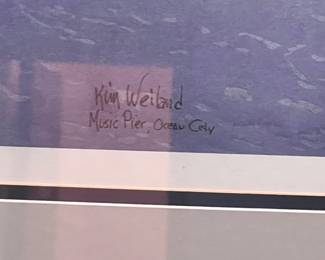 Kim Weiland
Music Pier, Ocean City